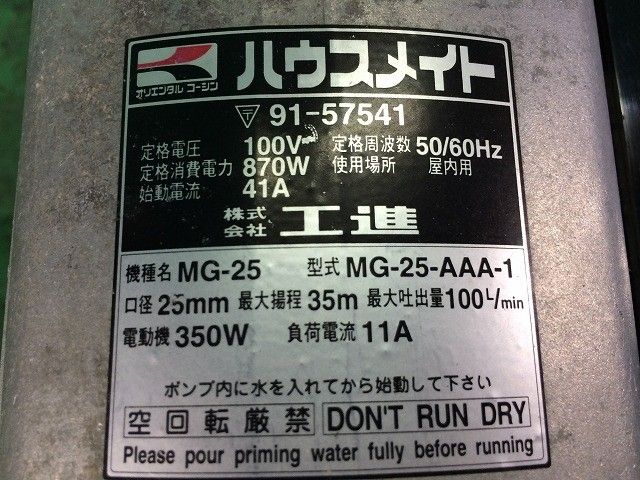 オリエンタル コーシン
ハウスメイト
〒 91-57541
定格電圧 100V 定格周波数 50/60Hz
定格消費電力 870W 使用場所 屋内用
始動電流 41A
株式会社 工進
機種名 MG-25 型式 MG-25-AAA-1
口径 25mm 最大揚程 35m 最大吐出量 100L/min
電動機 350W 負荷電流 11A
ポンプ内に水を入れてから始動して下さい
空回転厳禁 DON'T RUN DRY
Please pour priming water fully before running